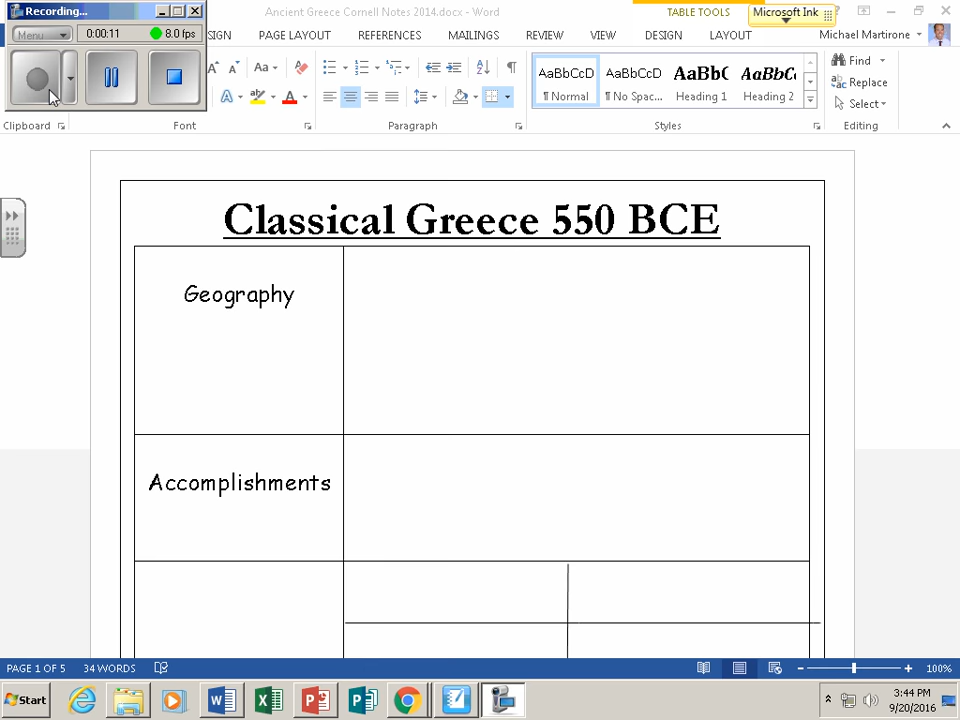 Recording...
Ancient Greece Cornell Notes 2014.docx - Word
TABLE TOOLS
Microsoft Ink
?
Menu
0:00:11
8.0 fps
SIGN
PAGE LAYOUT
REFERENCES
MAILINGS
REVIEW
VIEW
DESIGN
LAYOUT
Michael Martirone
Aa
AaBbCcD
AaBbCcD
AaBbC
AaBbCc
Find
Replace
Select
¶ Normal
¶ No Spac...
Heading 1
Heading 2
Clipboard
Font
Paragraph
Styles
Editing
Classical Greece 550 BCE
Geography
Accomplishments
PAGE 1 OF 5
34 WORDS
100%
Start
3:44 PM
9/20/2016